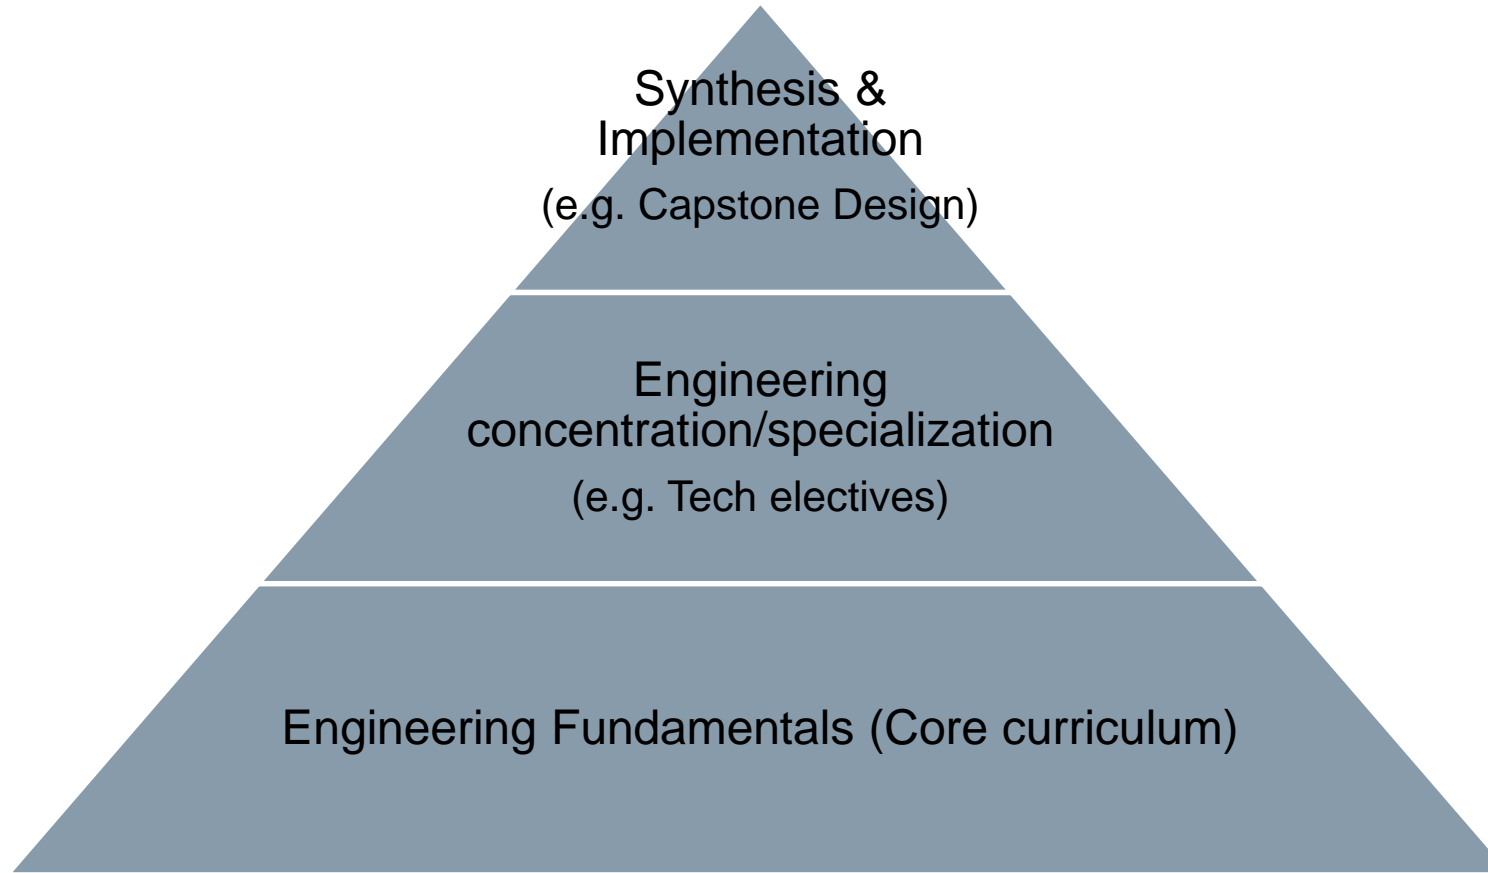 Synthesis &
Implementation
(e.g. Capstone Design)
Engineering
concentration/specialization
(e.g. Tech electives)
Engineering Fundamentals (Core curriculum)